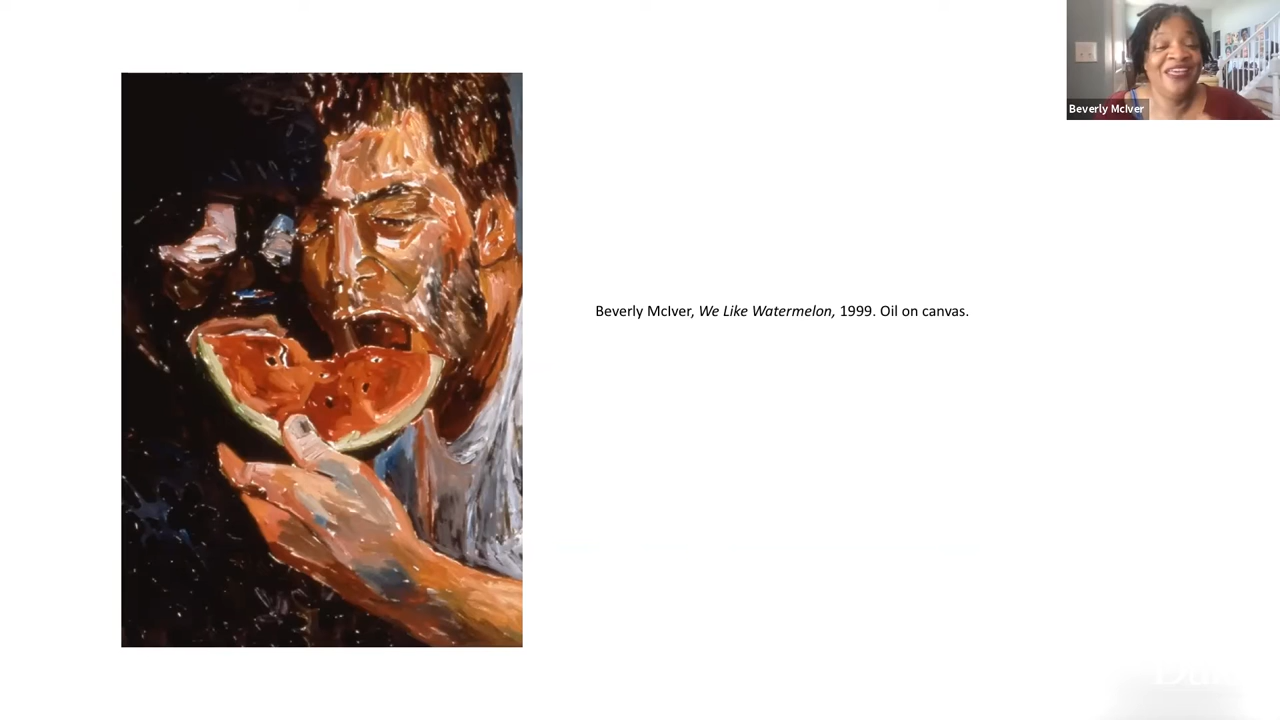 Beverly McIver
Beverly McIver, We Like Watermelon, 1999. Oil on canvas.